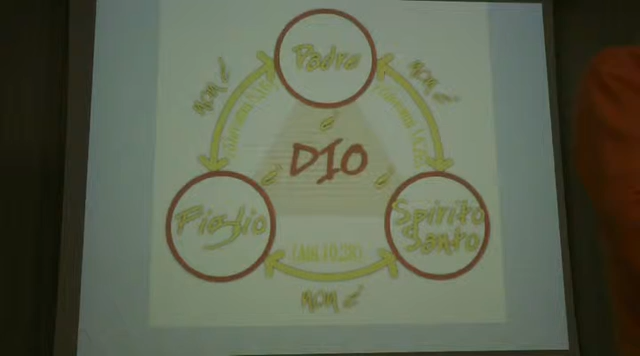 Padre
non è
non è
è
DIO
è
è
Figlio
Spirito
Santo
non è